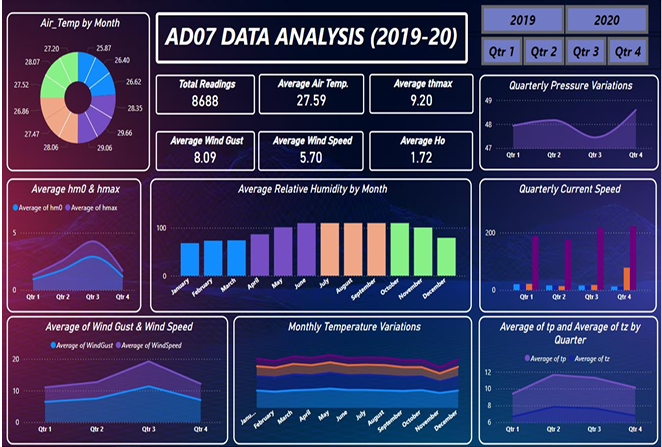 Air_Temp by Month
27.20
25.87
28.07
26.40
27.52
26.62
26.86
28.35
27.47
29.66
28.06
29.06
AD07 DATA ANALYSIS (2019-20)
2019
2020
Qtr 1
Qtr 2
Qtr 3
Qtr 4
Total Readings
8688
Average Air Temp.
27.59
Average thmax
9.20
Average Wind Gust
8.09
Average Wind Speed
5.70
Average Ho
1.72
Quarterly Pressure Variations
49
48
47
Qtr 1
Qtr 2
Qtr 3
Qtr 4
Average hm0 & hmax
Average of hm0
Average of hmax
5
0
Qtr 1
Qtr 2
Qtr 3
Qtr 4
Average Relative Humidity by Month
100
0
January
February
March
April
May
June
July
August
September
October
November
December
Quarterly Current Speed
200
0
Qtr 1
Qtr 2
Qtr 3
Qtr 4
Average of Wind Gust & Wind Speed
Average of WindGust
Average of WindSpeed
20
10
0
Qtr 1
Qtr 2
Qtr 3
Qtr 4
Monthly Temperature Variations
Janu...
February
March
April
May
June
July
August
September
October
November
December
Average of tp and Average of tz by
Quarter
Average of tp
Average of tz
12
10
8
6
Qtr 1
Qtr 2
Qtr 3
Qtr 4